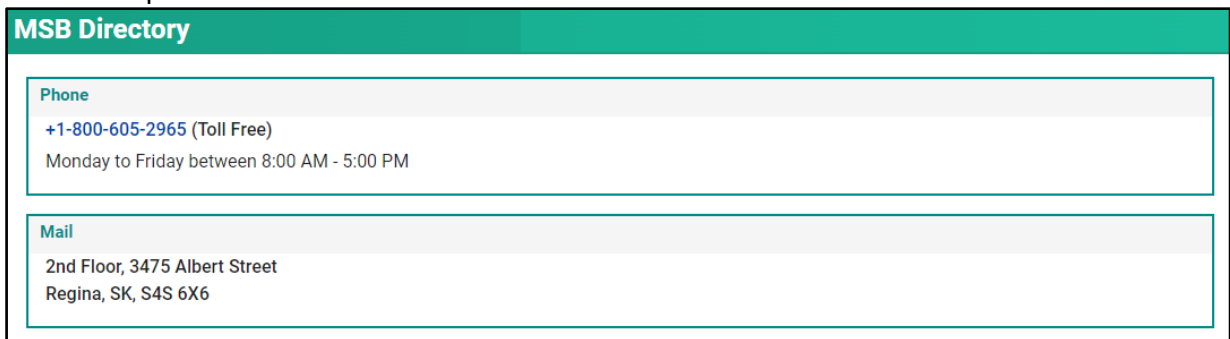 MSB Directory
Phone
+1-800-605-2965 (Toll Free)
Monday to Friday between 8:00 AM - 5:00 PM
Mail
2nd Floor, 3475 Albert Street
Regina, SK, S4S 6X6